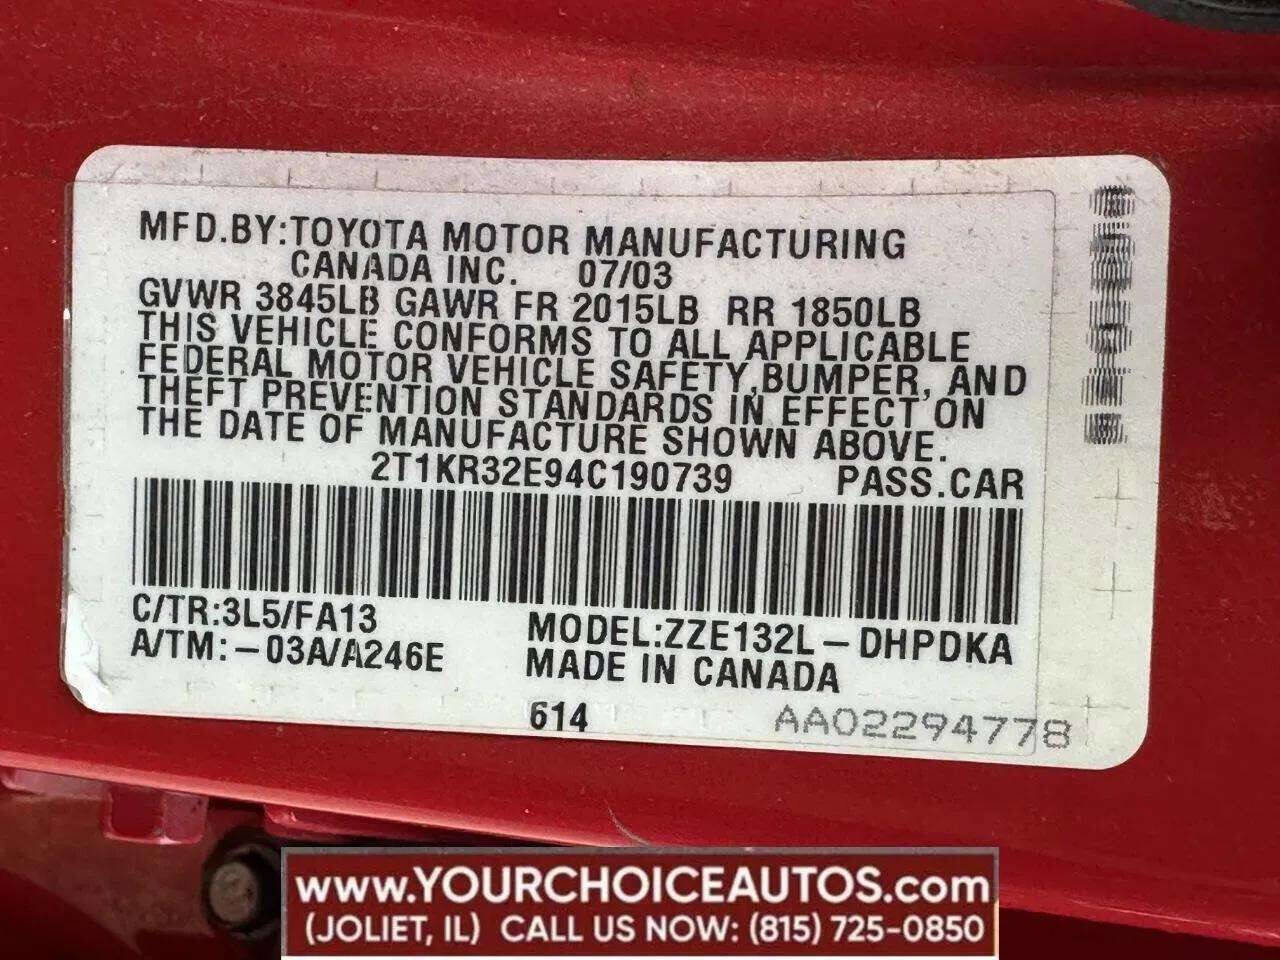 MFD.BY:TOYOTA MOTOR MANUFACTURING
CANADA INC. 07/03
GVWR 3845LB GAWR FR 2015LB RR 1850LB
THIS VEHICLE CONFORMS TO ALL APPLICABLE
FEDERAL MOTOR VEHICLE SAFETY,BUMPER, AND
THEFT PREVENTION STANDARDS IN EFFECT ON
THE DATE OF MANUFACTURE SHOWN ABOVE.
2T1KR32E94C190739 PASS.CAR
C/TR:3L5/FA13
A/TM:-03A/A246E
MODEL:ZZE132L-DHPDKA
MADE IN CANADA
614
AA02294778
www.YOURCHOICEAUTOS.com
(JOLIET, IL) CALL US NOW: (815) 725-0850